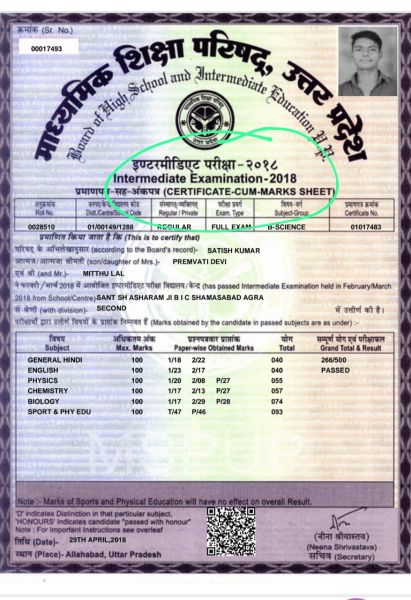 क्रमांक (Sr. No.)
00017493
माध्यमिक शिक्षा परिषद, उत्तर प्रदेश
Board of High School and Intermediate Education U.P.
इण्टरमीडिएट परीक्षा - २०१८
Intermediate Examination - 2018
प्रमाणपत्र-सह-अंकपत्र (CERTIFICATE-CUM-MARKS SHEET)
अनुक्रमांक जनपद/केन्द्र/विद्यालय कोड संस्थागत/व्यक्तिगत परीक्षा प्रकार विषय-वर्ग प्रमाणपत्र क्रमांक
Roll No. Distt./Centre/School Code Regular / Private Exam. Type Subject-Group Certificate No.
0028510 01/00149/1288 REGULAR FULL EXAM B-SCIENCE 01017483
प्रमाणित किया जाता है कि (This is to certify that)
परिषद के अभिलेखानुसार (according to the Board's record)- SATISH KUMAR
आत्मज/आत्मजा श्रीमती (son/daughter of Mrs.)- PREMVATI DEVI
एवं श्री (and Mr.)- MITTHU LAL
ने फरवरी/मार्च 2018 में आयोजित इण्टरमीडिएट परीक्षा विद्यालय/केन्द्र (has passed Intermediate Examination held in February/March
2018 from School/Centre) SANT SH ASHARAM JI B I C SHAMASABAD AGRA
से श्रेणी (with division)- SECOND में उत्तीर्ण की है।
परीक्षार्थी द्वारा उत्तीर्ण विषयों के प्राप्तांक निम्नवत हैं (Marks obtained by the candidate in passed subjects are as under) :-
विषय अधिकतम अंक प्रश्नपत्रवार प्राप्तांक योग सम्पूर्ण योग एवं परीक्षाफल
Subject Max. Marks Paper-wise Obtained Marks Total Grand Total & Result
GENERAL HINDI 100 1/18 2/22 040 266/500
ENGLISH 100 1/23 2/17 040 PASSED
PHYSICS 100 1/20 2/08 P/27 055
CHEMISTRY 100 1/17 2/13 P/27 057
BIOLOGY 100 1/17 2/29 P/28 074
SPORT & PHY EDU 100 T/47 P/46 093
Note :- Marks of Sports and Physical Education will have no effect on overall Result.
'D' indicates Distinction in that particular subject,
'HONOURS' indicates candidate "passed with honour"
Note : For Important Instructions see overleaf
तिथि (Date)- 29TH APRIL,2018
स्थान (Place)- Allahabad, Uttar Pradesh
(नीना श्रीवास्तव)
(Neena Shrivastava)
सचिव (Secretary)